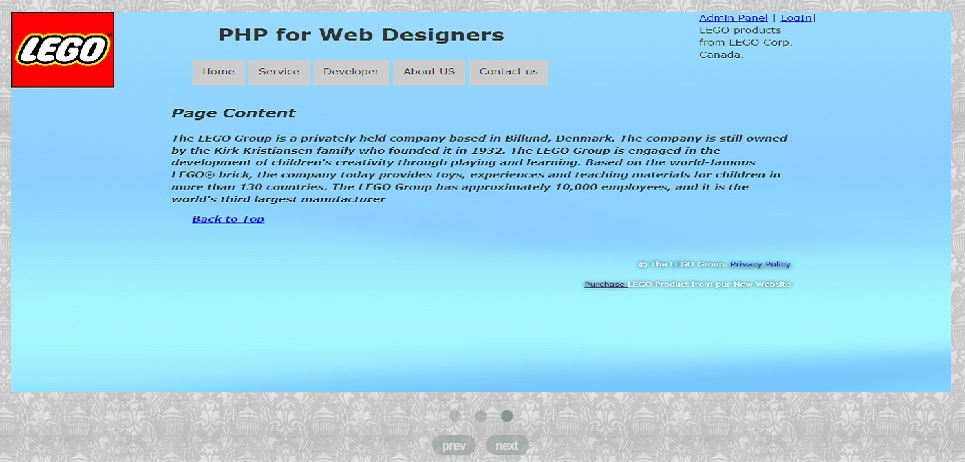 LEGO
PHP for Web Designers
Admin Panel | LogIn|
LEGO products
from LEGO Corp.
Canada.
Home Service Developer About US Contact us
Page Content
The LEGO Group is a privately held company based in Billund, Denmark. The company is still owned
by the Kirk Kristiansen family who founded it in 1932. The LEGO Group is engaged in the
development of children's creativity through playing and learning. Based on the world-famous
LEGO® brick, the company today provides toys, experiences and teaching materials for children in
more than 130 countries. The LEGO Group has approximately 10,000 employees, and it is the
world's third largest manufacturer
Back to Top
© The LEGO Group. Privacy Policy
Purchase LEGO Product from pur New Website
prev next